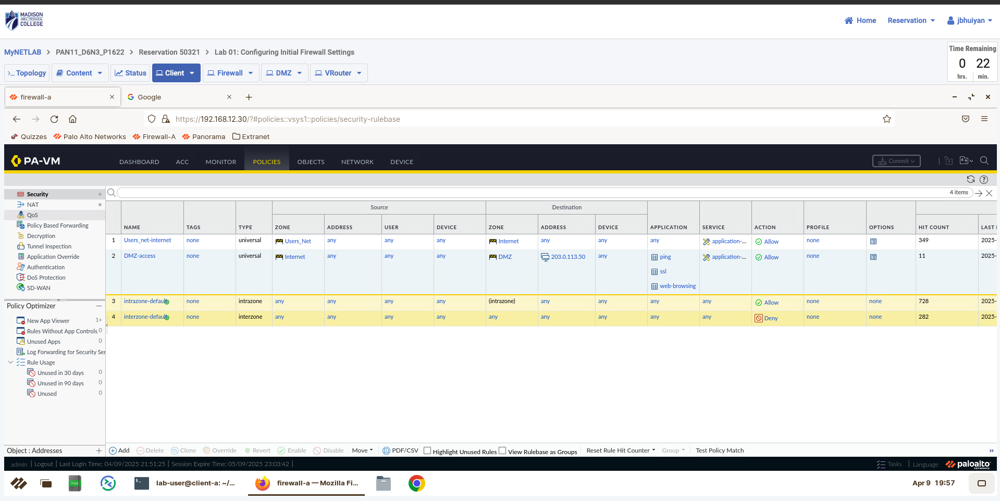 MADISON
AREA | TECHNICAL
COLLEGE
Home
Reservation
jbhuiyan
MyNETLAB > PAN11_D6N3_P1622 > Reservation 50321 > Lab 01: Configuring Initial Firewall Settings
Time Remaining
0 22
hrs. min.
>_ Topology
Content
Status
Client
Firewall
DMZ
VRouter
firewall-a
Google
https://192.168.12.30/?#policies::vsys1::policies/security-rulebase
Quizzes
Palo Alto Networks
Firewall-A
Panorama
Extranet
PA-VM
DASHBOARD ACC MONITOR POLICIES OBJECTS NETWORK DEVICE
Commit
Security
NAT
QoS
Policy Based Forwarding
Decryption
Tunnel Inspection
Application Override
Authentication
DoS Protection
SD-WAN
Policy Optimizer
New App Viewer 1+
Rules Without App Controls 0
Unused Apps 0
Log Forwarding for Security Ser
Rule Usage
Unused in 30 days 0
Unused in 90 days 0
Unused 0
Object : Addresses
4 items
Source Destination
NAME TAGS TYPE ZONE ADDRESS USER DEVICE ZONE ADDRESS DEVICE APPLICATION SERVICE ACTION PROFILE OPTIONS HIT COUNT LAST
1 Users_net-internet none universal Users_Net any any any Internet any any any application-... Allow none 349 2025-
2 DMZ-access none universal Internet any any any DMZ 203.0.113.50 any ping application-... Allow none 11 2025-
ssl
web-browsing
3 intrazone-default none intrazone any any any any (intrazone) any any any any Allow none none 728 2025-
4 interzone-default none interzone any any any any any any any any any Deny none none 282 2025-
Add Delete Clone Override Revert Enable Disable Move PDF/CSV Highlight Unused Rules View Rulebase as Groups Reset Rule Hit Counter Group Test Policy Match »
admin | Logout | Last Login Time: 04/09/2025 21:51:25 | Session Expire Time: 05/09/2025 23:03:42 |
Tasks | Language
paloalto
NETWORKS
nqq
lab-user@client-a: ~/...
firewall-a — Mozilla Fi...
Apr 9 19:57